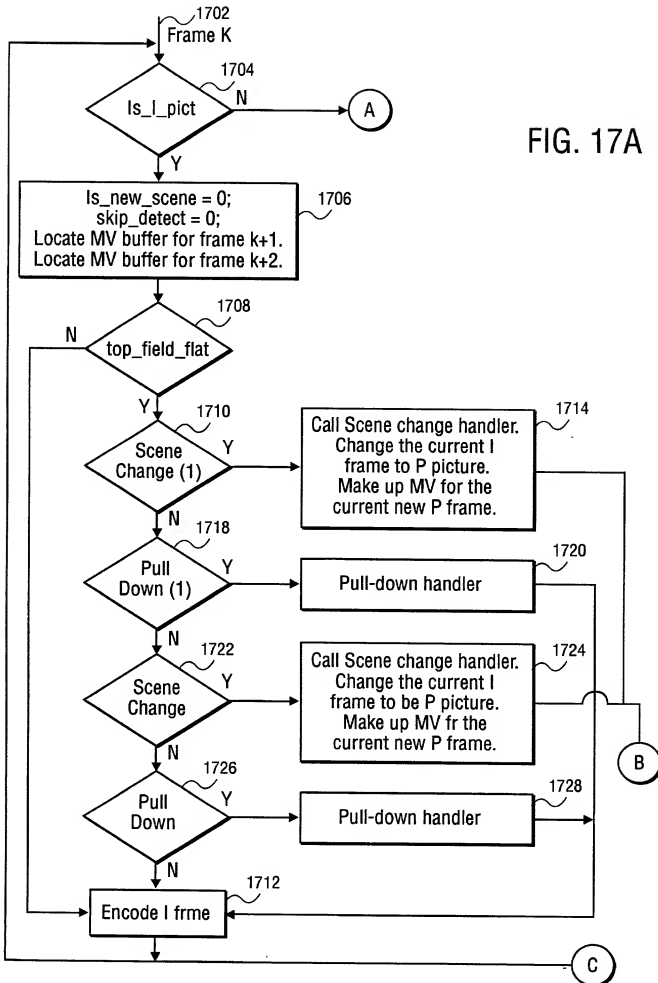 1702
Frame K
1704
Is_I_pict
N
A
FIG. 17A
Y
Is_new_scene = 0;
skip_detect = 0;
Locate MV buffer for frame k+1.
Locate MV buffer for frame k+2.
1706
1708
N
top_field_flat
Y
1710
Scene
Change (1)
Y
Call Scene change handler.
Change the current I
frame to P picture.
Make up MV for the
current new P frame.
1714
N
1718
Pull
Down (1)
Y
Pull-down handler
1720
N
1722
Scene
Change
Y
Call Scene change handler.
Change the current I
frame to be P picture.
Make up MV fr the
current new P frame.
1724
B
N
1726
Pull
Down
Y
Pull-down handler
1728
N
1712
Encode I frme
C